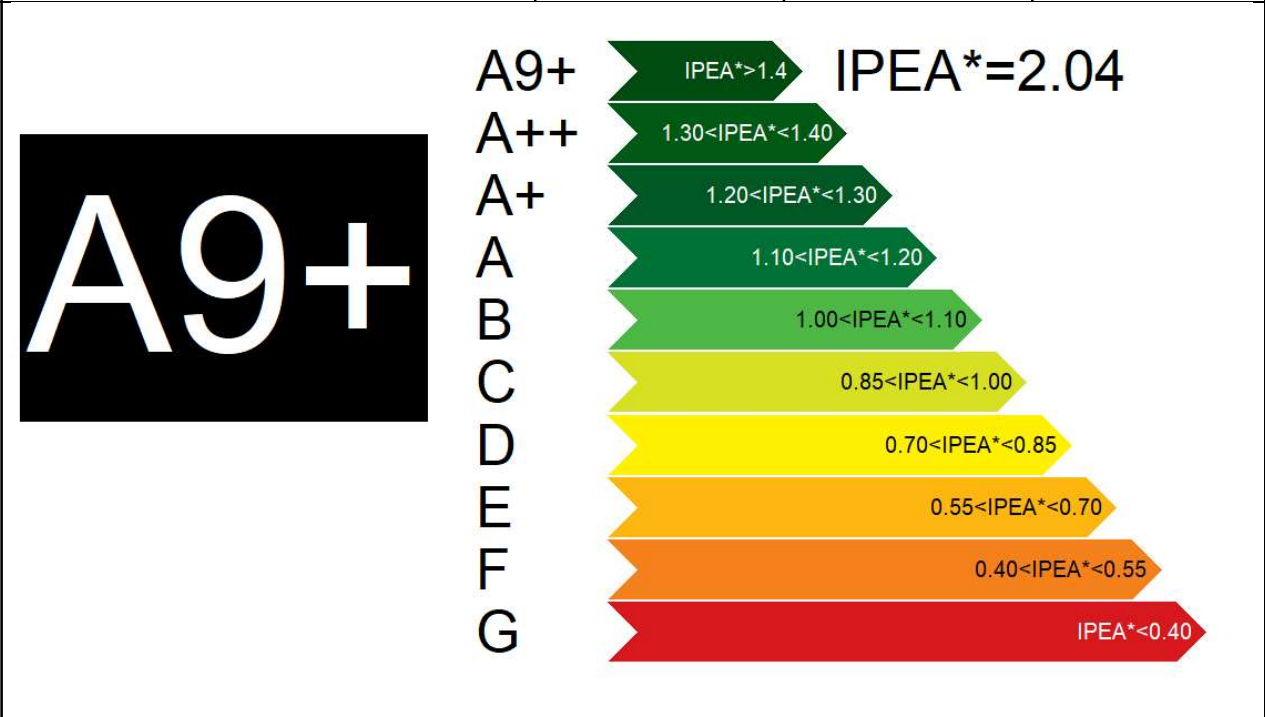 A9+
A9+ IPEA*>1.4 IPEA*=2.04
A++ 1.30<IPEA*<1.40
A+ 1.20<IPEA*<1.30
A 1.10<IPEA*<1.20
B 1.00<IPEA*<1.10
C 0.85<IPEA*<1.00
D 0.70<IPEA*<0.85
E 0.55<IPEA*<0.70
F 0.40<IPEA*<0.55
G IPEA*<0.40